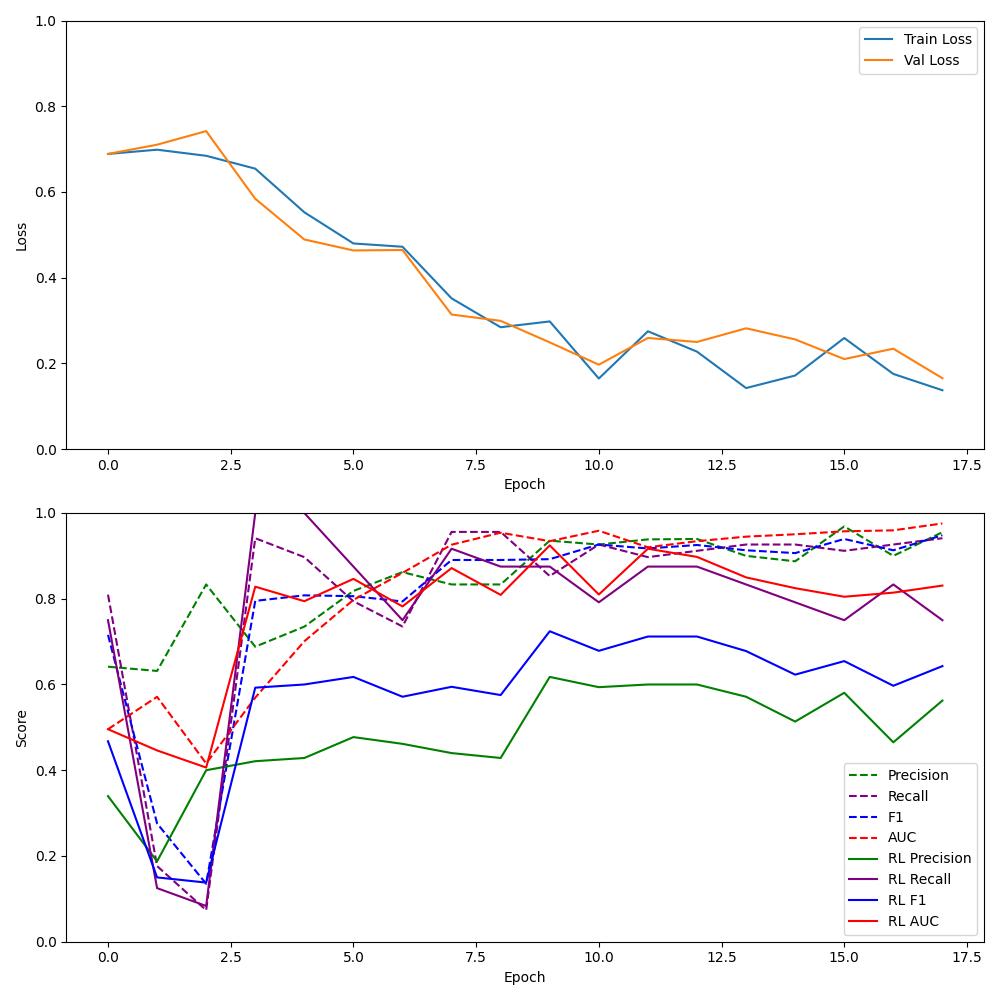 1.0
0.8
0.6
0.4
0.2
0.0
Loss
Train Loss
Val Loss
0.0 2.5 5.0 7.5 10.0 12.5 15.0 17.5
Epoch
1.0
0.8
0.6
0.4
0.2
0.0
Score
Precision
Recall
F1
AUC
RL Precision
RL Recall
RL F1
RL AUC
0.0 2.5 5.0 7.5 10.0 12.5 15.0 17.5
Epoch